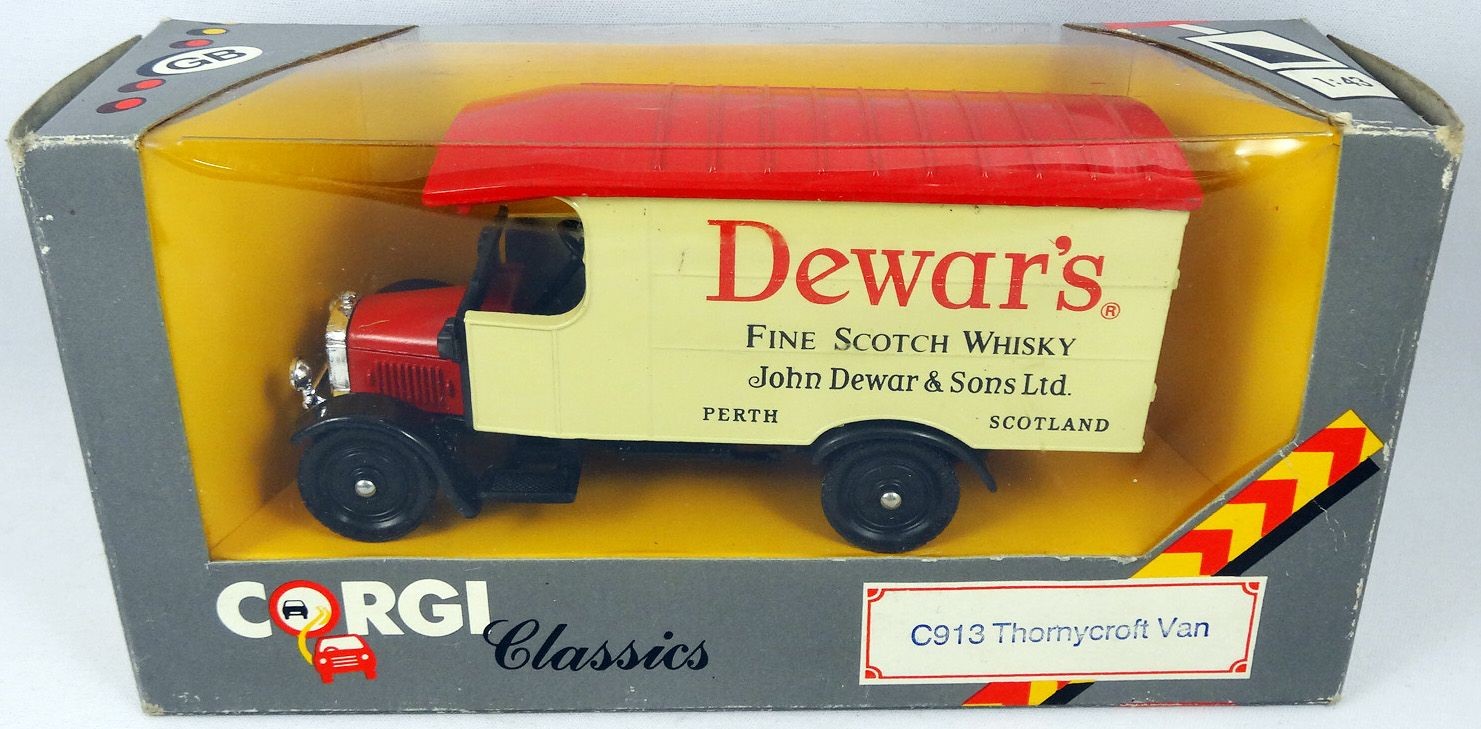 GB
1:43
Dewar's®
FINE SCOTCH WHISKY
John Dewar & Sons Ltd.
PERTH SCOTLAND
CORGI
Classics
C913 Thornycroft Van